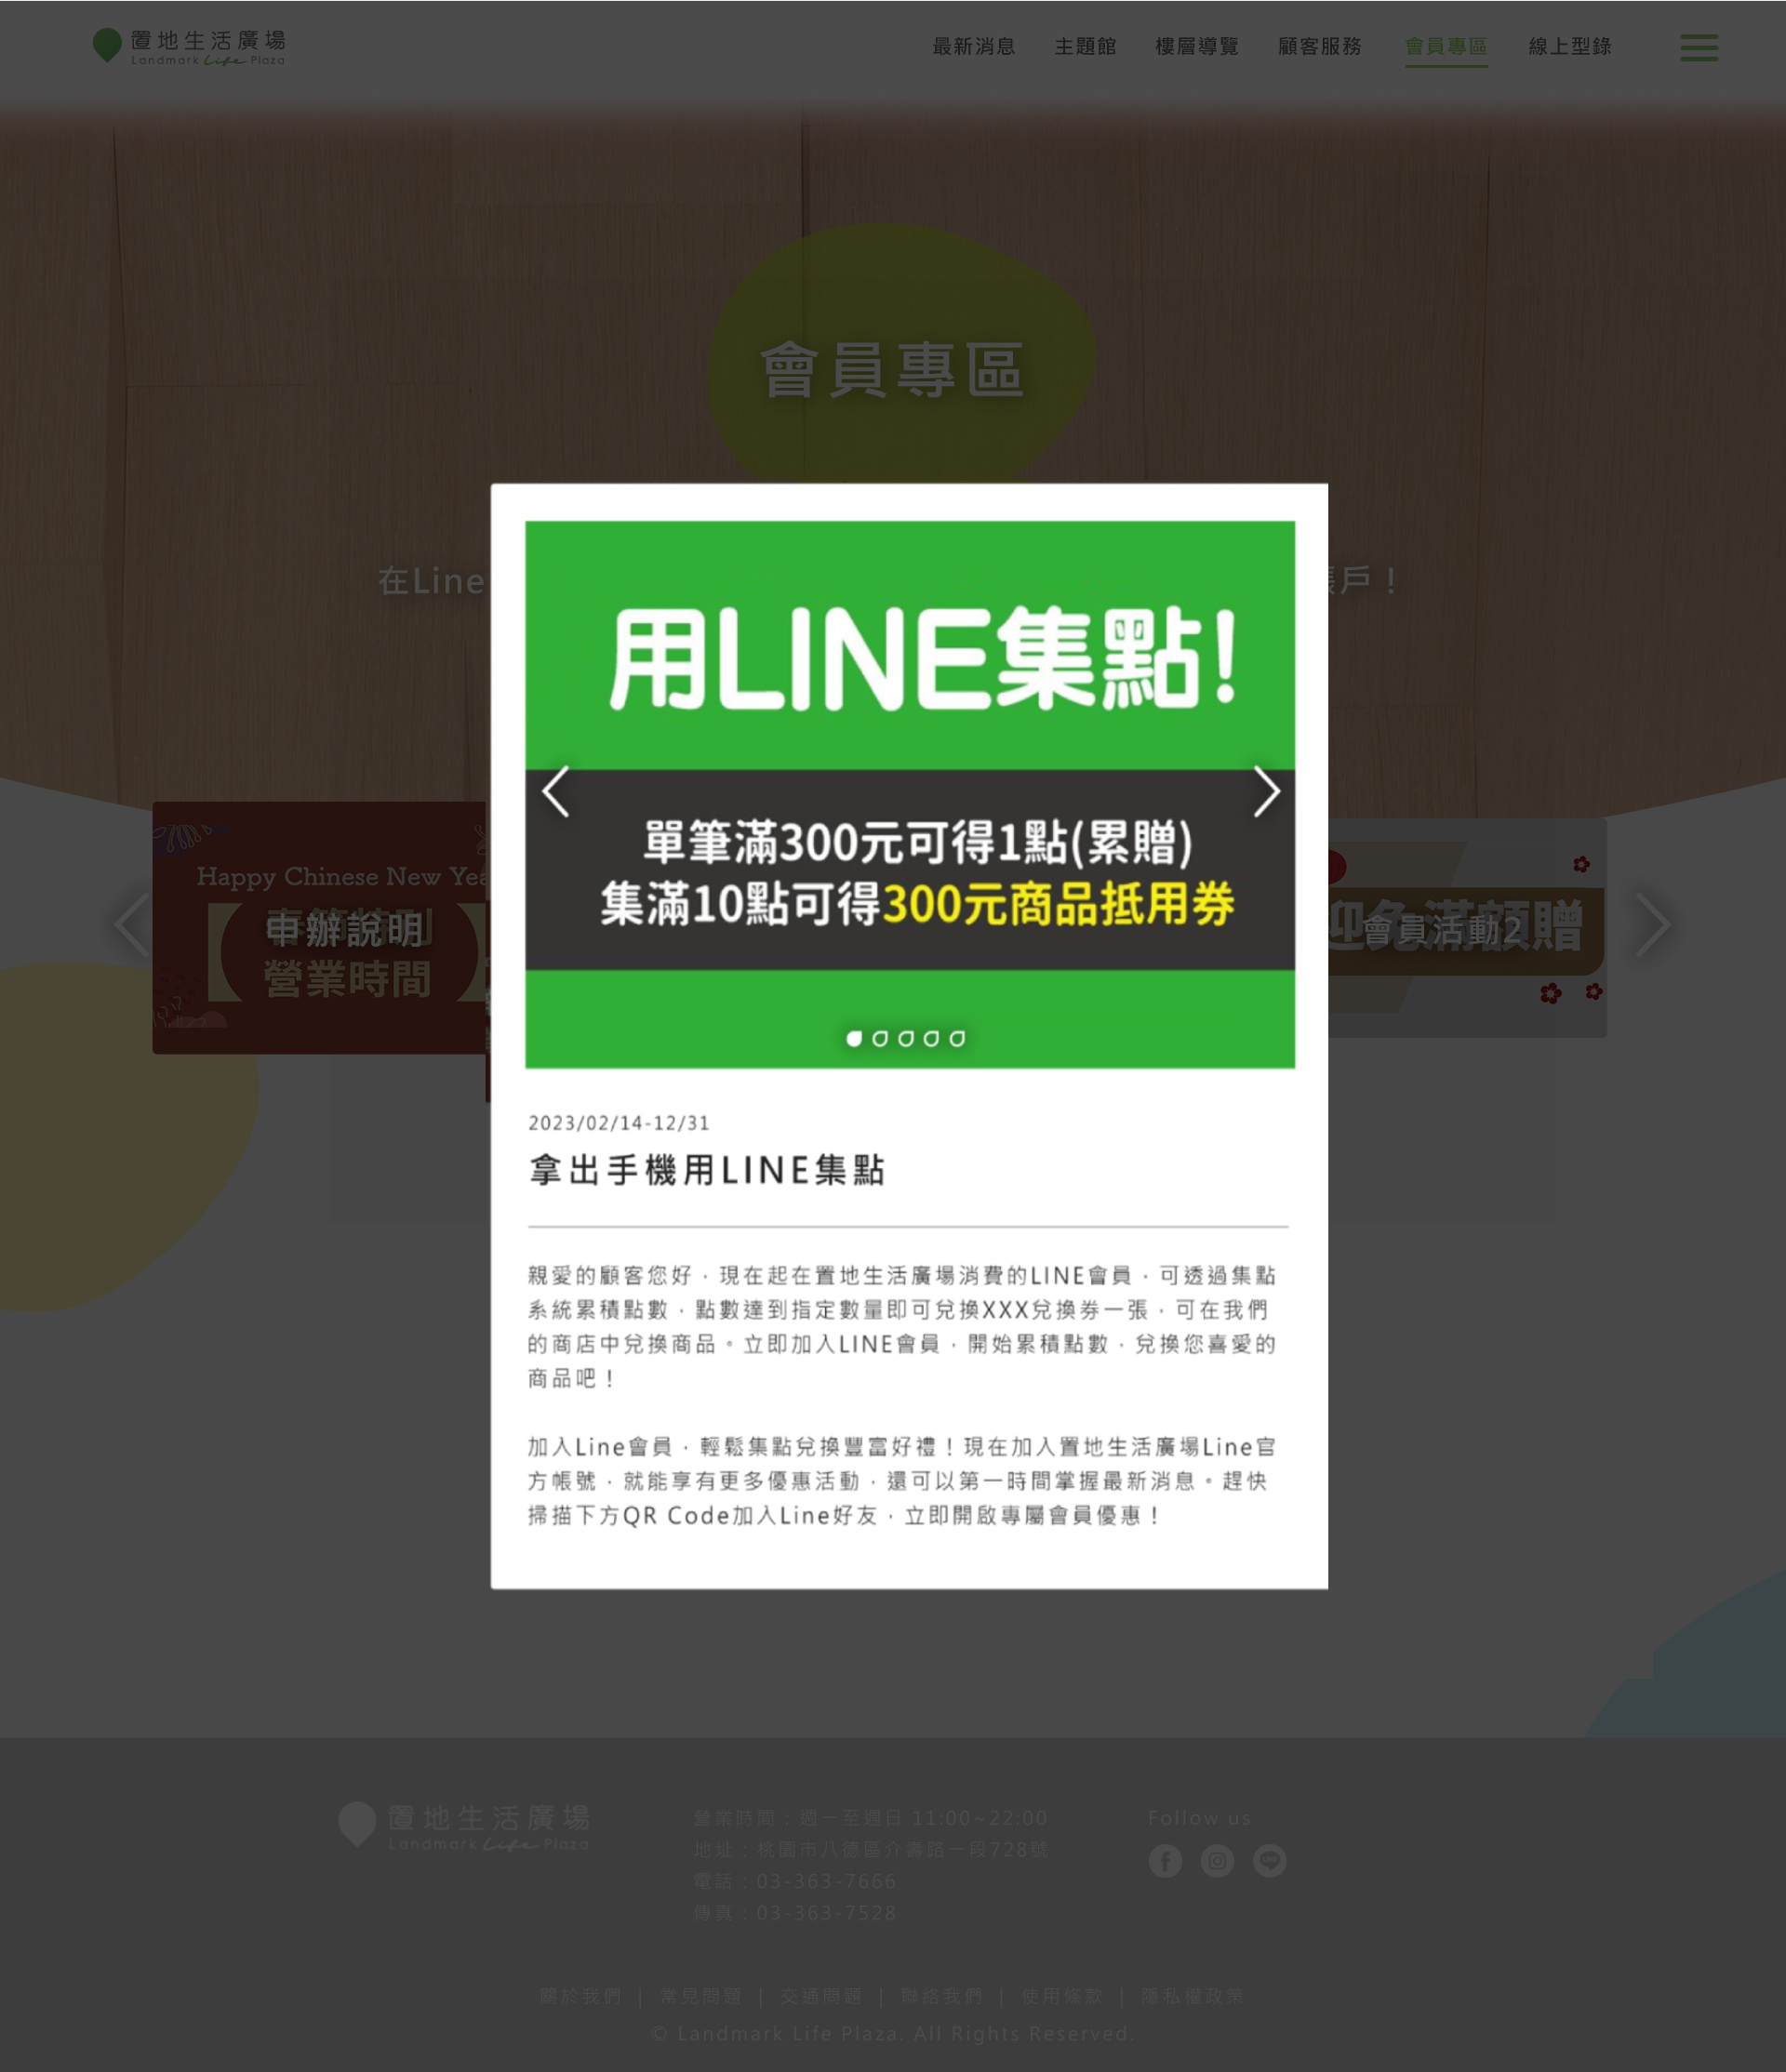 置地生活廣場
Landmark Life Plaza
最新消息 主題館 樓層導覽 顧客服務 會員專區 線上型錄
會員專區
在Line
帳戶！
用LINE集點!
單筆滿300元可得1點(累贈)
集滿10點可得300元商品抵用券
Happy Chinese New Yea
申辦說明
營業時間
迎兔滿額贈
會員活動2
2023/02/14-12/31
拿出手機用LINE集點
親愛的顧客您好，現在起在置地生活廣場消費的LINE會員，可透過集點
系統累積點數，點數達到指定數量即可兌換XXX兌換券一張，可在我們
的商店中兌換商品。立即加入LINE會員，開始累積點數，兌換您喜愛的
商品吧！
加入Line會員，輕鬆集點兌換豐富好禮！現在加入置地生活廣場Line官
方帳號，就能享有更多優惠活動，還可以第一時間掌握最新消息。趕快
掃描下方QR Code加入Line好友，立即開啟專屬會員優惠！
置地生活廣場
Landmark Life Plaza
營業時間：週一至週日 11:00~22:00
地址：桃園市八德區介壽路一段728號
電話：03-363-7666
傳真：03-363-7528
Follow us
關於我們 | 常見問題 | 交通問題 | 聯絡我們 | 使用條款 | 隱私權政策
© Landmark Life Plaza. All Rights Reserved.